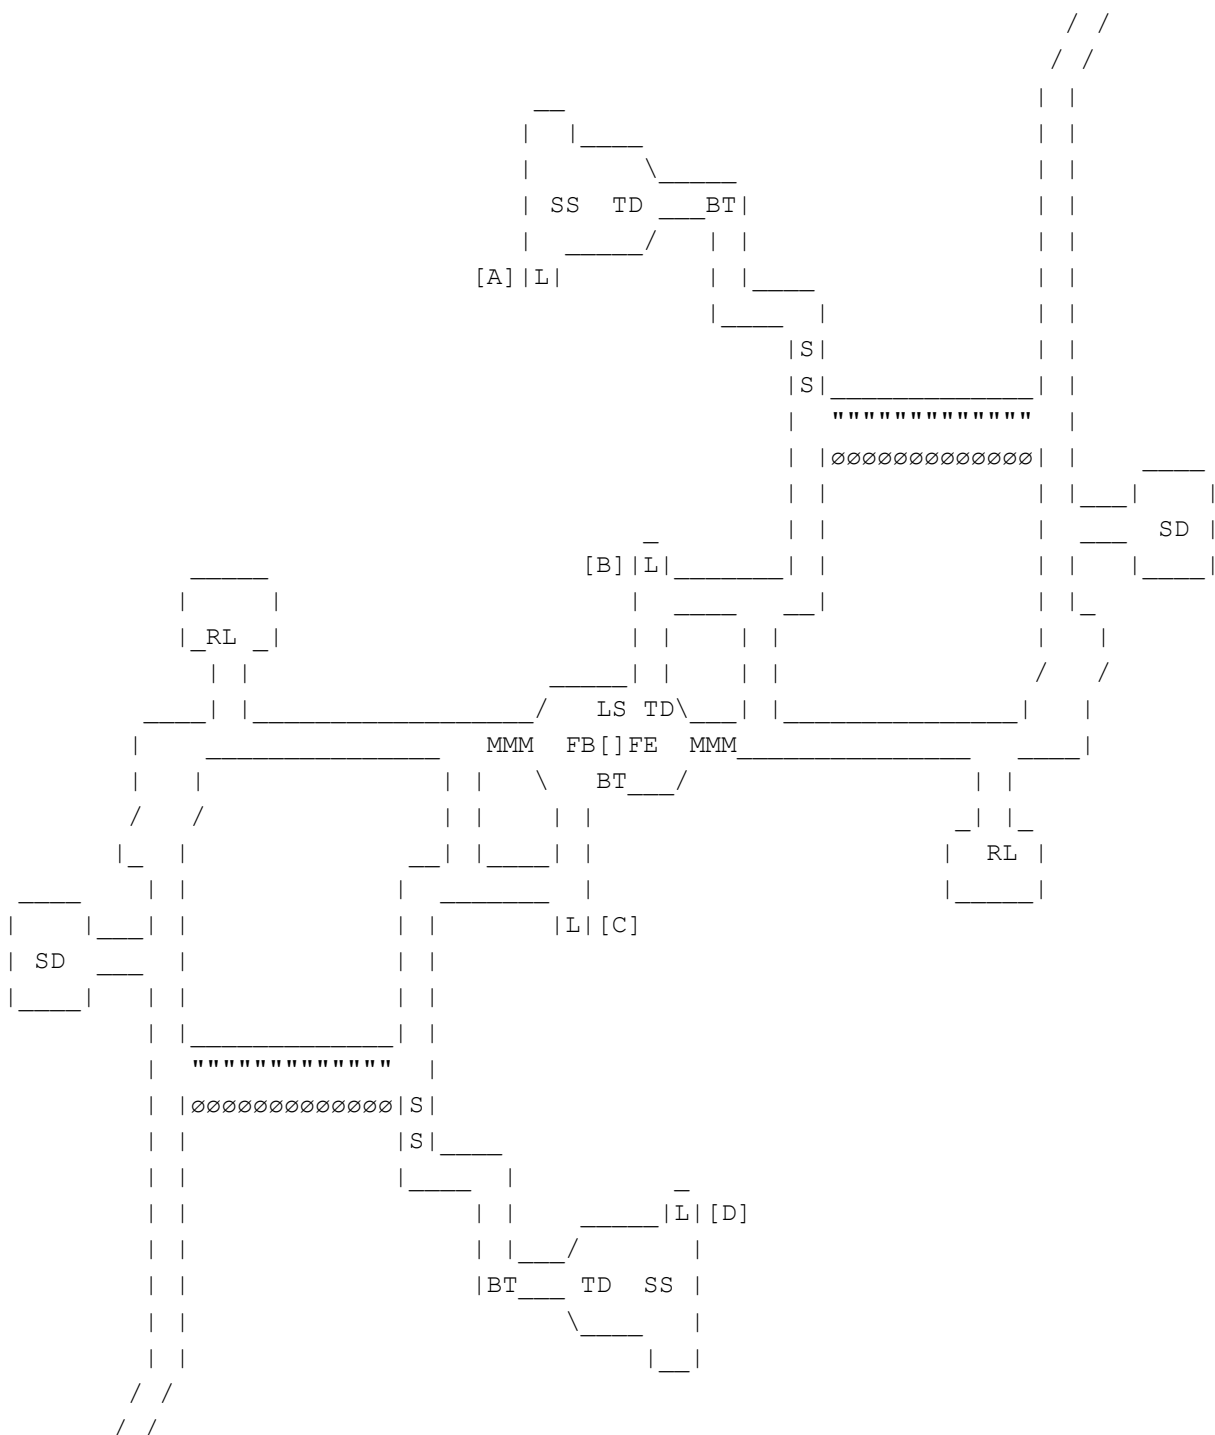 SS TD BT
[A] L
S
S
SD
[B] L
RL
LS TD
MMM FB[]FE MMM
BT
RL
L [C]
SD
S
S
L [D]
BT TD SS